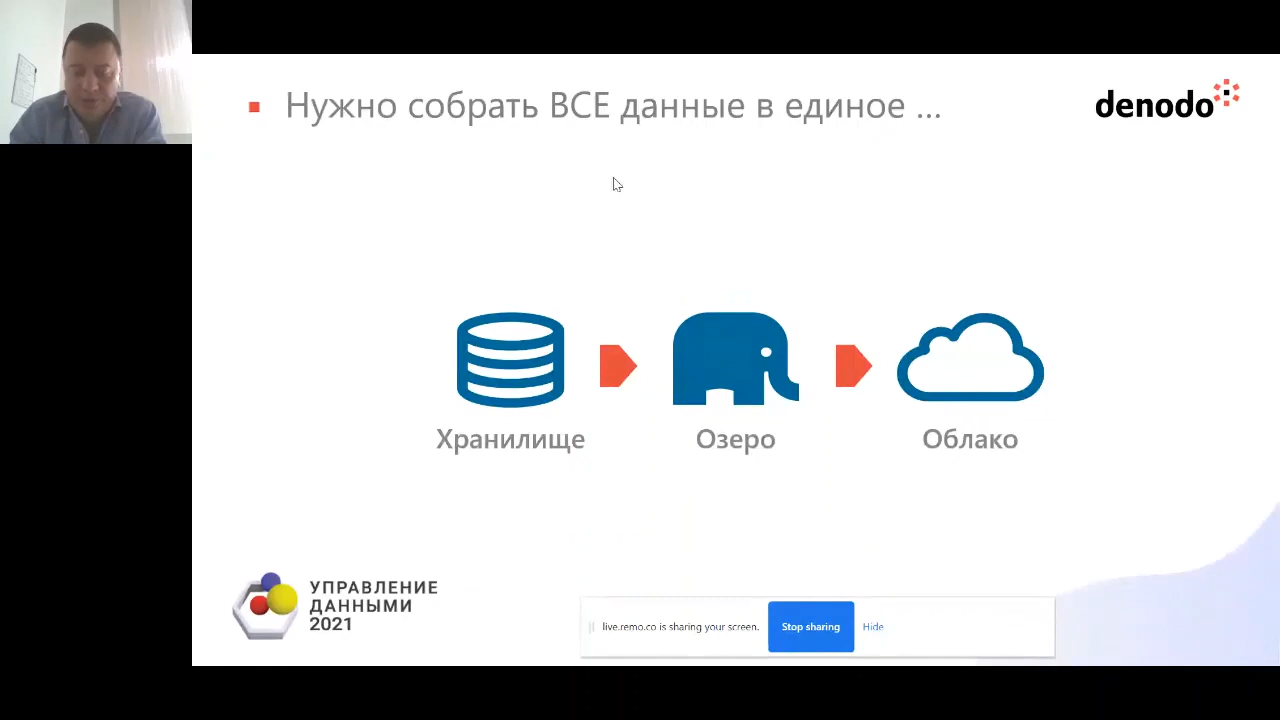 Нужно собрать ВСЕ данные в единое ...
denodo
Хранилище
Озеро
Облако
УПРАВЛЕНИЕ
ДАННЫМИ
2021
live.remo.co is sharing your screen.
Stop sharing
Hide